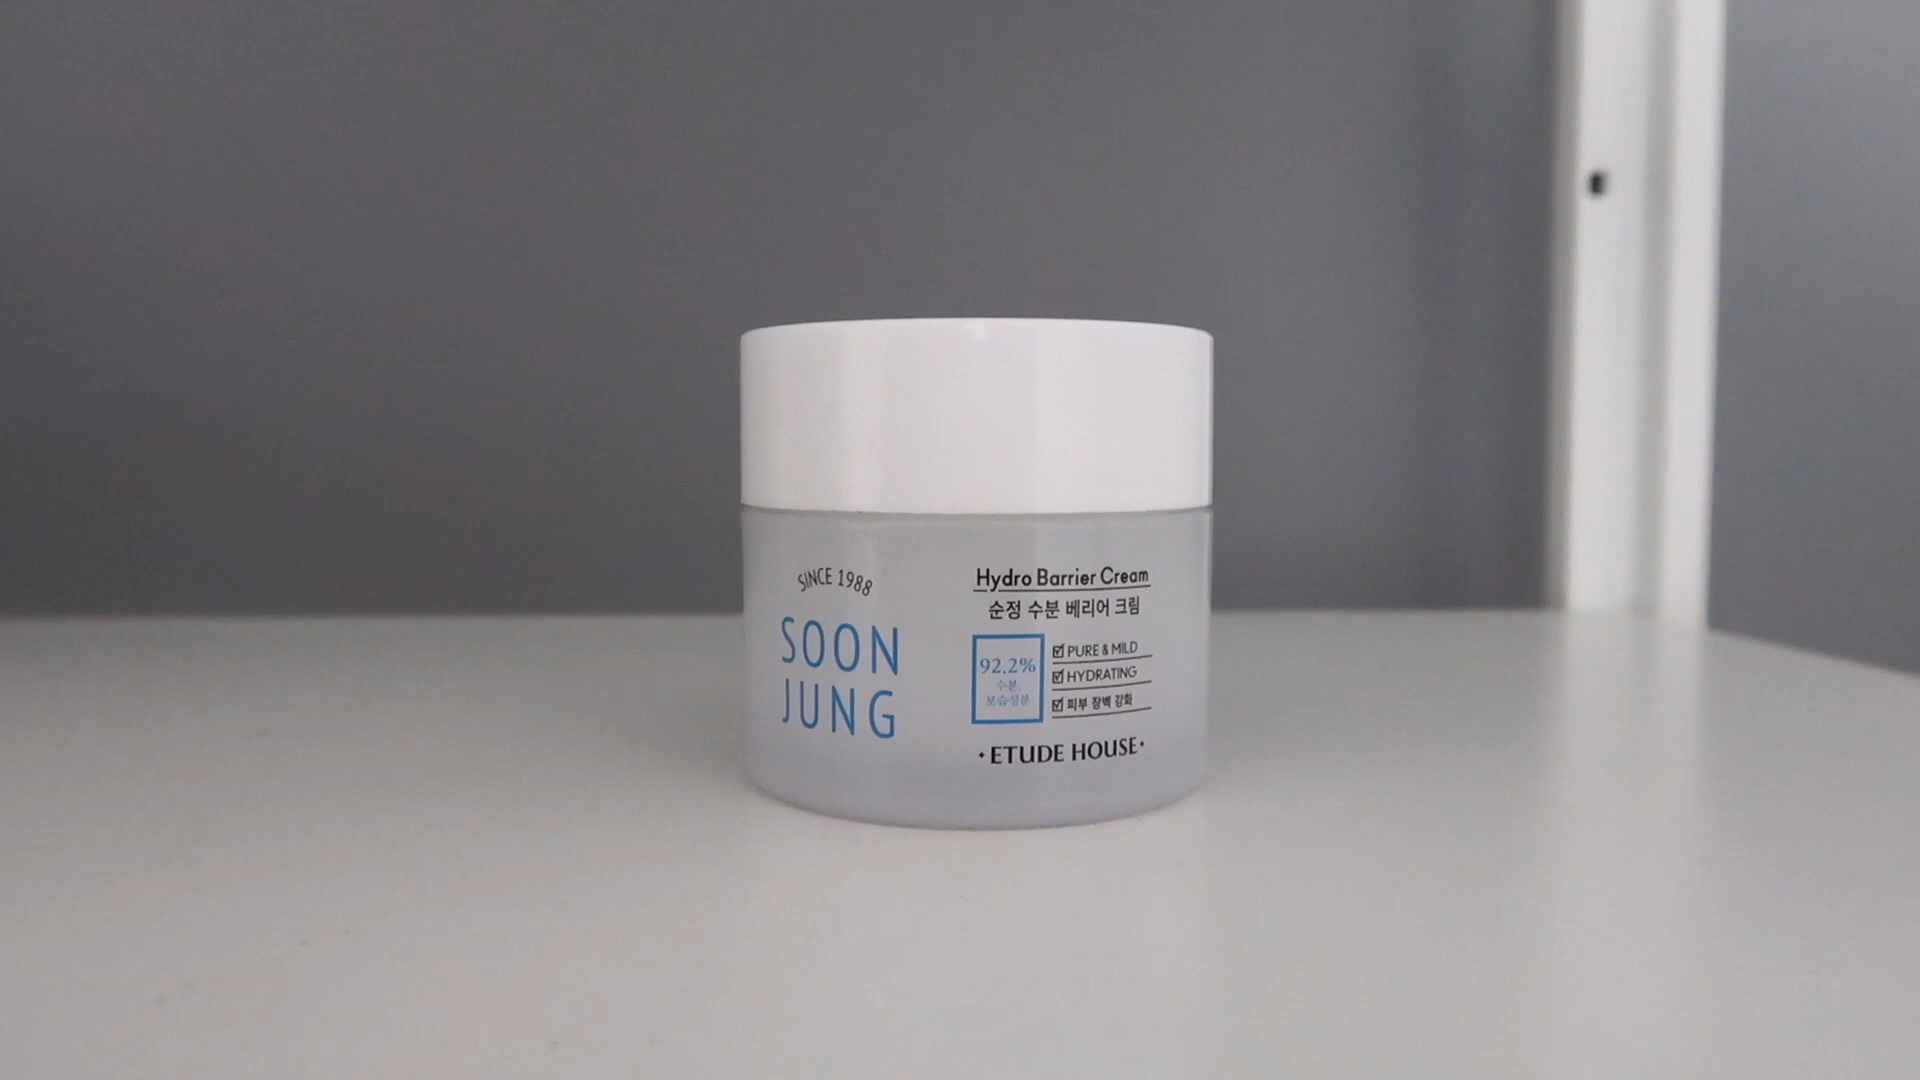 SINCE 1988
SOON
JUNG
Hydro Barrier Cream
순정 수분 베리어 크림
92.2%
수분,
보습성분
PURE & MILD
HYDRATING
피부 장벽 강화
·ETUDE HOUSE·